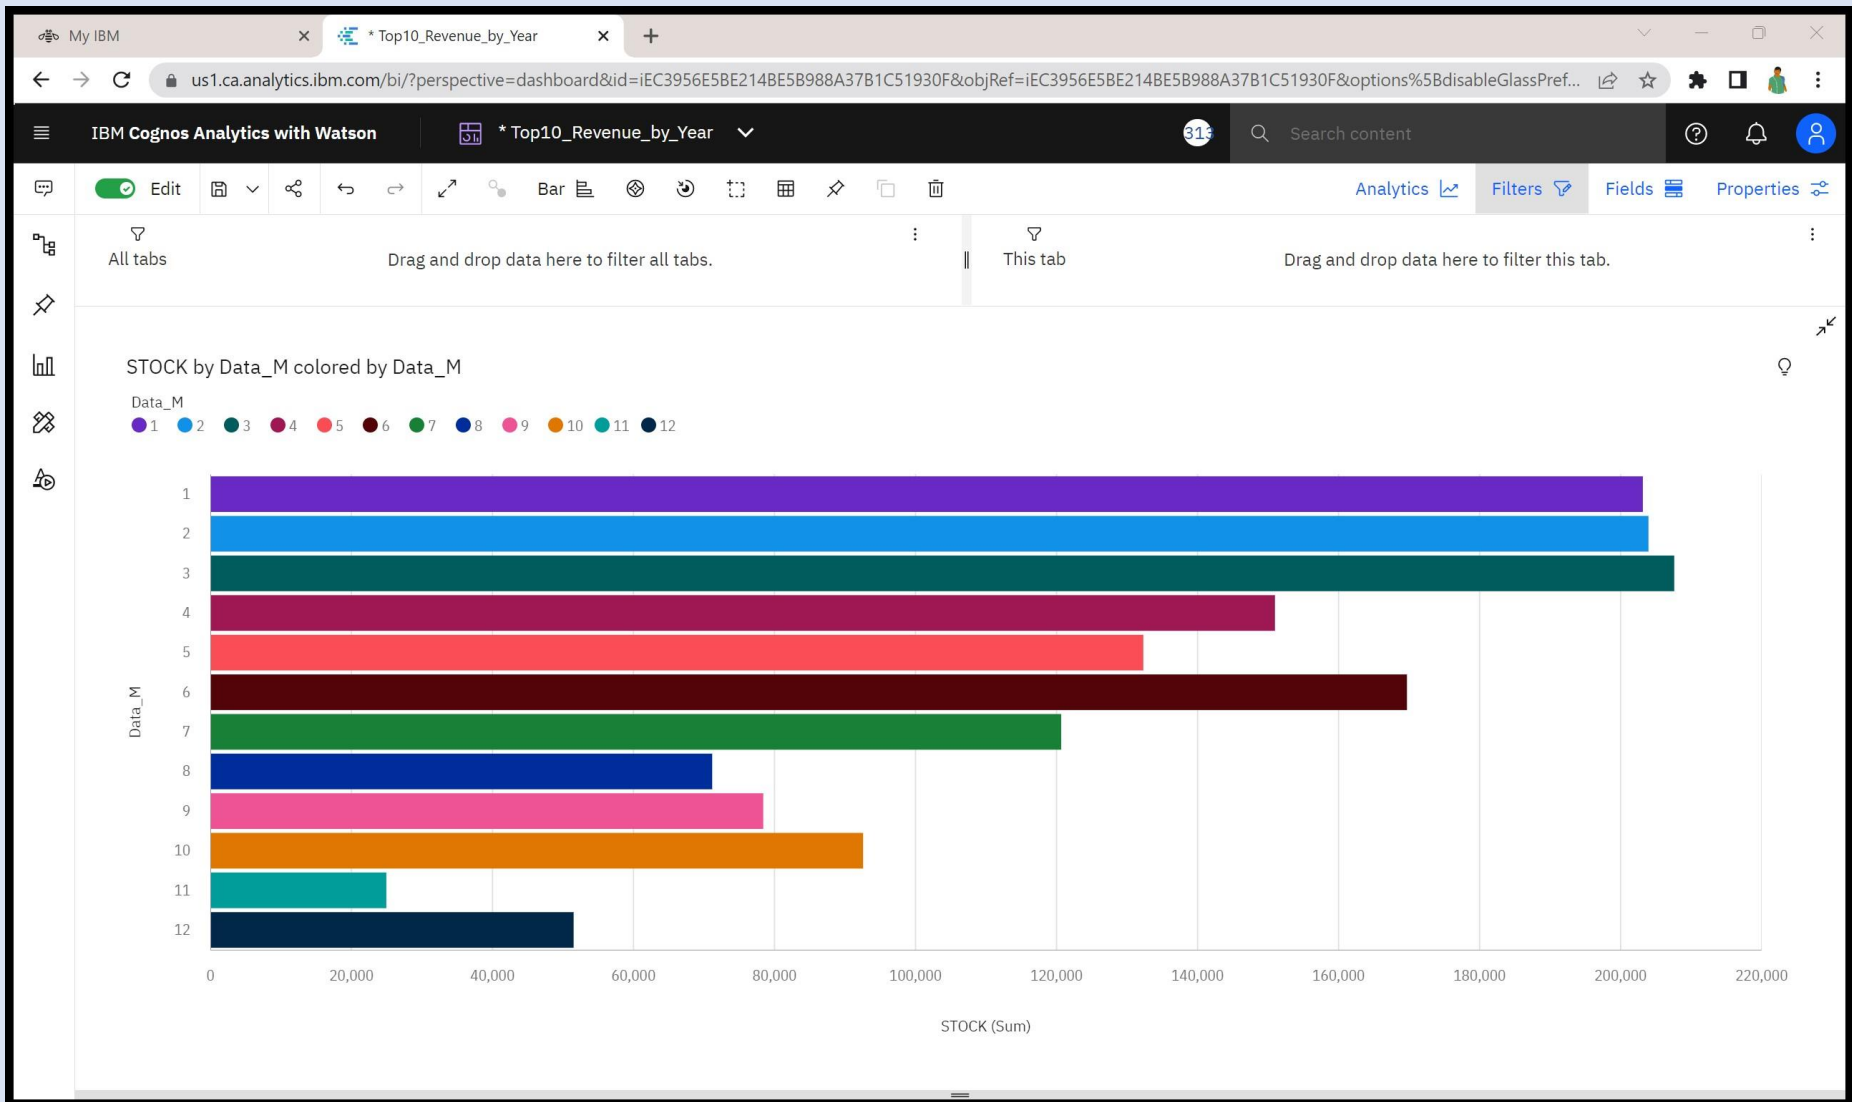 My IBM
* Top10_Revenue_by_Year
us1.ca.analytics.ibm.com/bi/?perspective=dashboard&id=iEC3956E5BE214BE5B988A37B1C51930F&objRef=iEC3956E5BE214BE5B988A37B1C51930F&options%5BdisableGlassPref...
IBM Cognos Analytics with Watson
* Top10_Revenue_by_Year
313
Search content
Edit
Bar
Analytics
Filters
Fields
Properties
All tabs
Drag and drop data here to filter all tabs.
This tab
Drag and drop data here to filter this tab.
STOCK by Data_M colored by Data_M
Data_M
1 2 3 4 5 6 7 8 9 10 11 12
1
2
3
4
5
6
7
8
9
10
11
12
Data_M
0 20,000 40,000 60,000 80,000 100,000 120,000 140,000 160,000 180,000 200,000 220,000
STOCK (Sum)